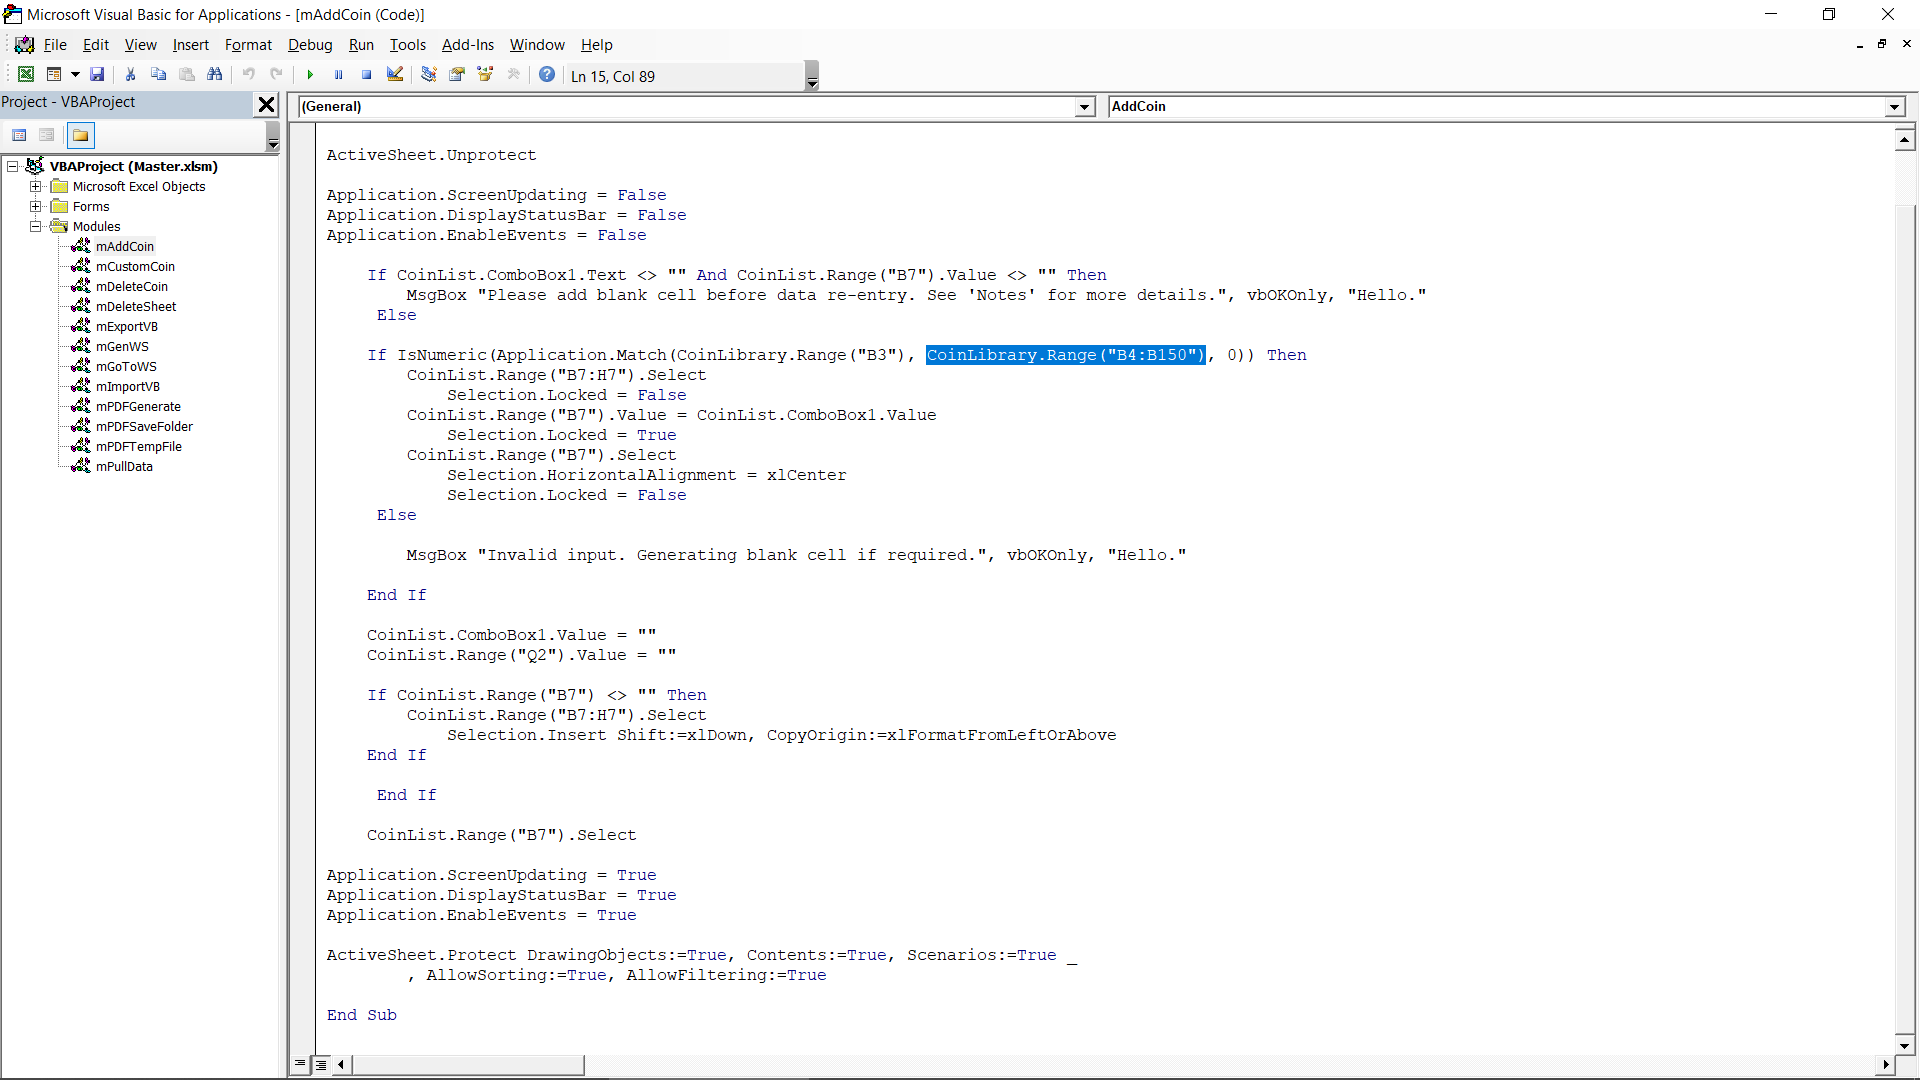 Microsoft Visual Basic for Applications - [mAddCoin (Code)]
File Edit View Insert Format Debug Run Tools Add-Ins Window Help
Ln 15, Col 89
Project - VBAProject
(General)
AddCoin
VBAProject (Master.xlsm)
Microsoft Excel Objects
Forms
Modules
mAddCoin
mCustomCoin
mDeleteCoin
mDeleteSheet
mExportVB
mGenWS
mGoToWS
mImportVB
mPDFGenerate
mPDFSaveFolder
mPDFTempFile
mPullData
ActiveSheet.Unprotect
Application.ScreenUpdating = False
Application.DisplayStatusBar = False
Application.EnableEvents = False
If CoinList.ComboBox1.Text <> "" And CoinList.Range("B7").Value <> "" Then
MsgBox "Please add blank cell before data re-entry. See 'Notes' for more details.", vbOKOnly, "Hello."
Else
If IsNumeric(Application.Match(CoinLibrary.Range("B3"), CoinLibrary.Range("B4:B150"), 0)) Then
CoinList.Range("B7:H7").Select
Selection.Locked = False
CoinList.Range("B7").Value = CoinList.ComboBox1.Value
Selection.Locked = True
CoinList.Range("B7").Select
Selection.HorizontalAlignment = xlCenter
Selection.Locked = False
Else
MsgBox "Invalid input. Generating blank cell if required.", vbOKOnly, "Hello."
End If
CoinList.ComboBox1.Value = ""
CoinList.Range("Q2").Value = ""
If CoinList.Range("B7") <> "" Then
CoinList.Range("B7:H7").Select
Selection.Insert Shift:=xlDown, CopyOrigin:=xlFormatFromLeftOrAbove
End If
End If
CoinList.Range("B7").Select
Application.ScreenUpdating = True
Application.DisplayStatusBar = True
Application.EnableEvents = True
ActiveSheet.Protect DrawingObjects:=True, Contents:=True, Scenarios:=True _
, AllowSorting:=True, AllowFiltering:=True
End Sub